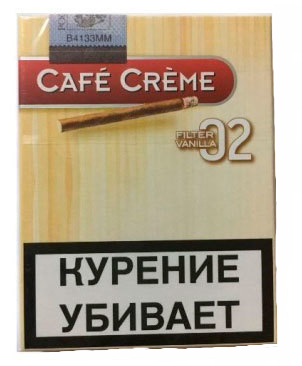 B4133MM
CAFÉ CRÈME
FILTER
VANILLA 02
КУРЕНИЕ
УБИВАЕТ